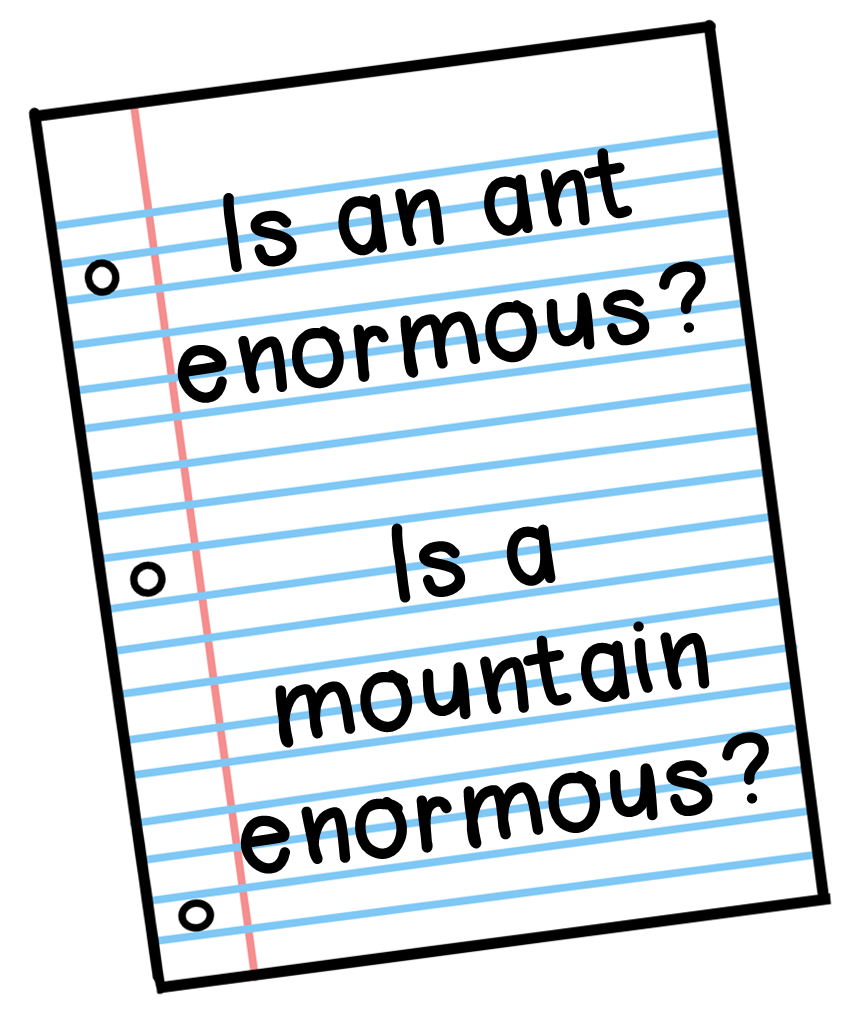 Is an ant
enormous?
Is a
mountain
enormous?